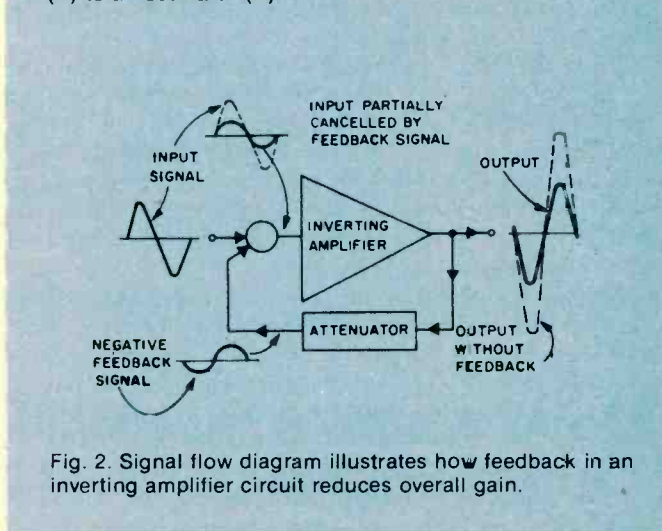 INPUT PARTIALLY
CANCELLED BY
FEEDBACK SIGNAL
INPUT
SIGNAL
OUTPUT
INVERTING
AMPLIFIER
ATTENUATOR
NEGATIVE
FEEDBACK
SIGNAL
OUTPUT
WITHOUT
FEEDBACK
Fig. 2. Signal flow diagram illustrates how feedback in an
inverting amplifier circuit reduces overall gain.